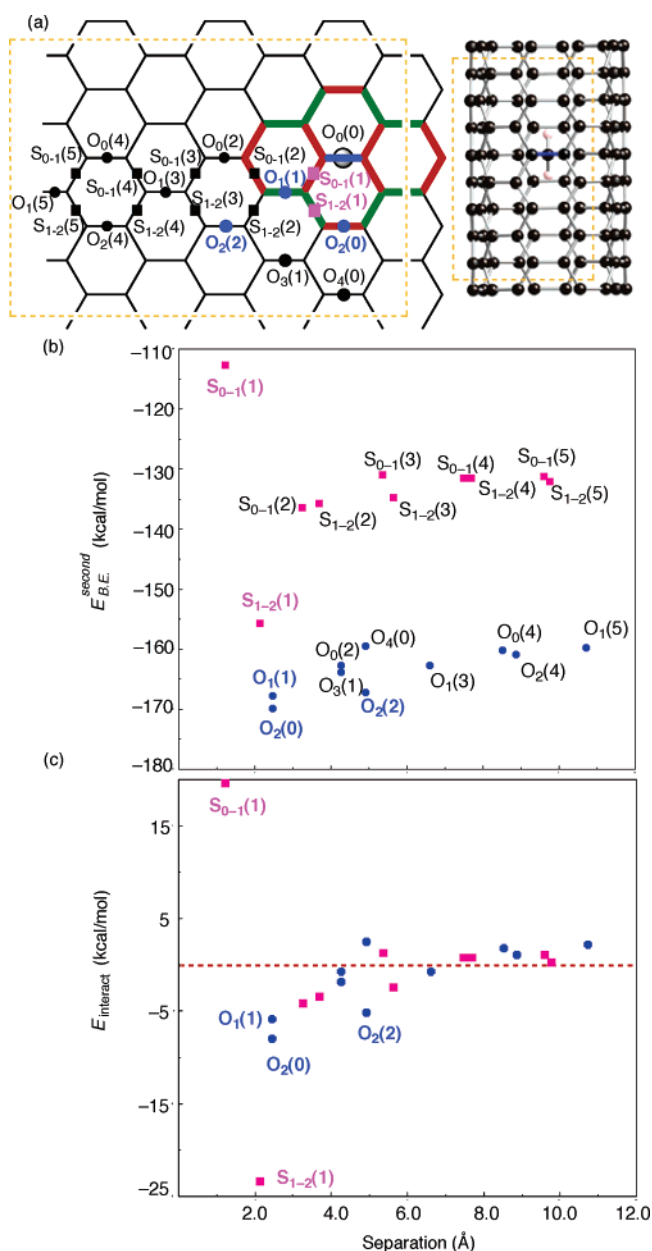 (a)
O₀(4) O₀(2) O₀(0)
S₀₋₁(5) S₀₋₁(3) S₀₋₁(2)
S₀₋₁(4) O₁(3) O₁(1) S₀₋₁(1)
O₁(5) S₁₋₂(3) S₁₋₂(1)
S₁₋₂(5) S₁₋₂(4) S₁₋₂(2)
O₂(4) O₂(2) O₂(0)
O₃(1) O₄(0)
(b)
−110
S₀₋₁(1)
−120
S₀₋₁(3) S₀₋₁(4) S₀₋₁(5)
−130
S₀₋₁(2) S₁₋₂(2) S₁₋₂(3) S₁₋₂(4) S₁₋₂(5)
−140
E second B.E. (kcal/mol)
−150
S₁₋₂(1)
−160
O₀(2) O₄(0) O₀(4) O₁(5)
O₁(1) O₃(1) O₁(3) O₂(4)
O₂(0) O₂(2)
−170
−180
(c)
15
S₀₋₁(1)
5
E interact (kcal/mol)
−5
O₁(1)
O₂(0) O₂(2)
−15
S₁₋₂(1)
−25
2.0 4.0 6.0 8.0 10.0 12.0
Separation (Å)